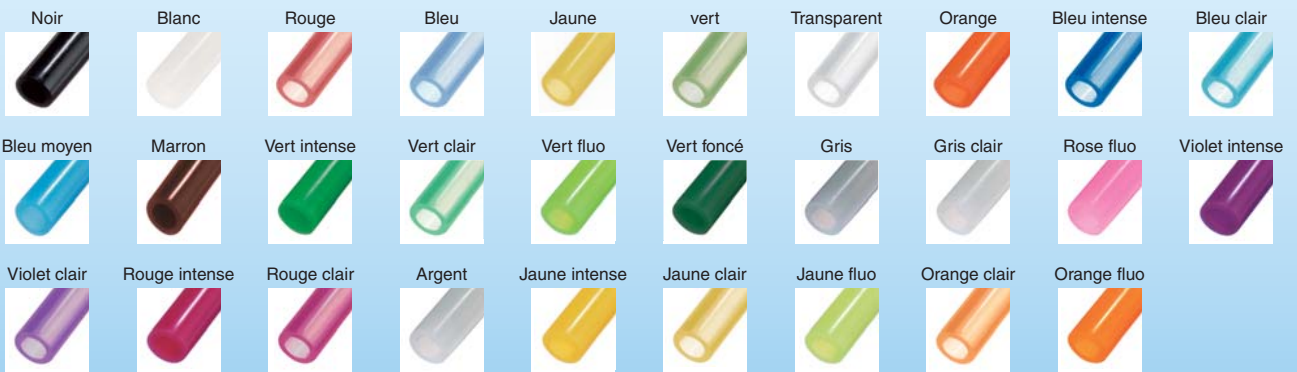 Noir Blanc Rouge Bleu Jaune vert Transparent Orange Bleu intense Bleu clair
Bleu moyen Marron Vert intense Vert clair Vert fluo Vert foncé Gris Gris clair Rose fluo Violet intense
Violet clair Rouge intense Rouge clair Argent Jaune intense Jaune clair Jaune fluo Orange clair Orange fluo